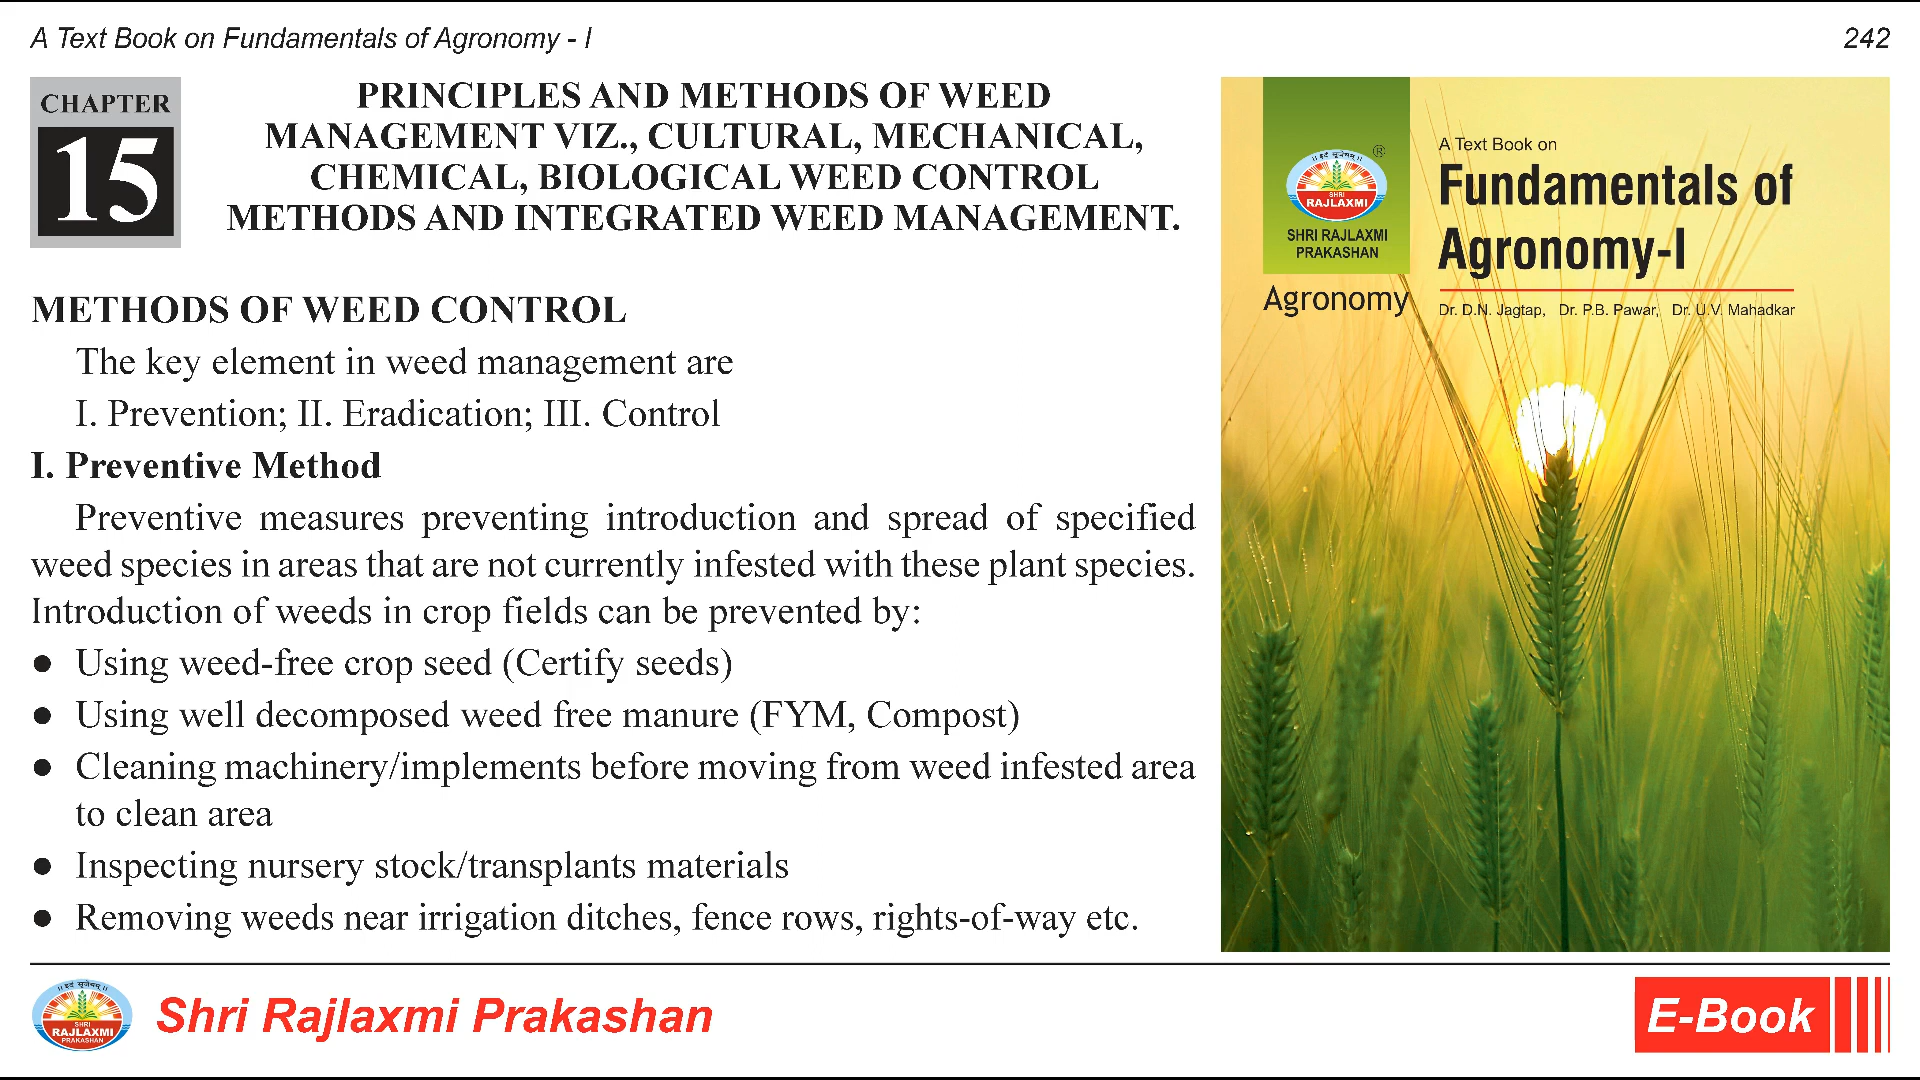 A Text Book on Fundamentals of Agronomy - I
242
CHAPTER
15
PRINCIPLES AND METHODS OF WEED
MANAGEMENT VIZ., CULTURAL, MECHANICAL,
CHEMICAL, BIOLOGICAL WEED CONTROL
METHODS AND INTEGRATED WEED MANAGEMENT.
METHODS OF WEED CONTROL
The key element in weed management are
I. Prevention; II. Eradication; III. Control
I. Preventive Method
Preventive measures preventing introduction and spread of specified
weed species in areas that are not currently infested with these plant species.
Introduction of weeds in crop fields can be prevented by:
● Using weed-free crop seed (Certify seeds)
● Using well decomposed weed free manure (FYM, Compost)
● Cleaning machinery/implements before moving from weed infested area
to clean area
● Inspecting nursery stock/transplants materials
● Removing weeds near irrigation ditches, fence rows, rights-of-way etc.
®
SHRI
RAJLAXMI
SHRI RAJLAXMI
PRAKASHAN
Agronomy
A Text Book on
Fundamentals of
Agronomy-I
Dr. D.N. Jagtap, Dr. P.B. Pawar, Dr. U.V. Mahadkar
SHRI
RAJLAXMI
PRAKASHAN
Shri Rajlaxmi Prakashan
E-Book